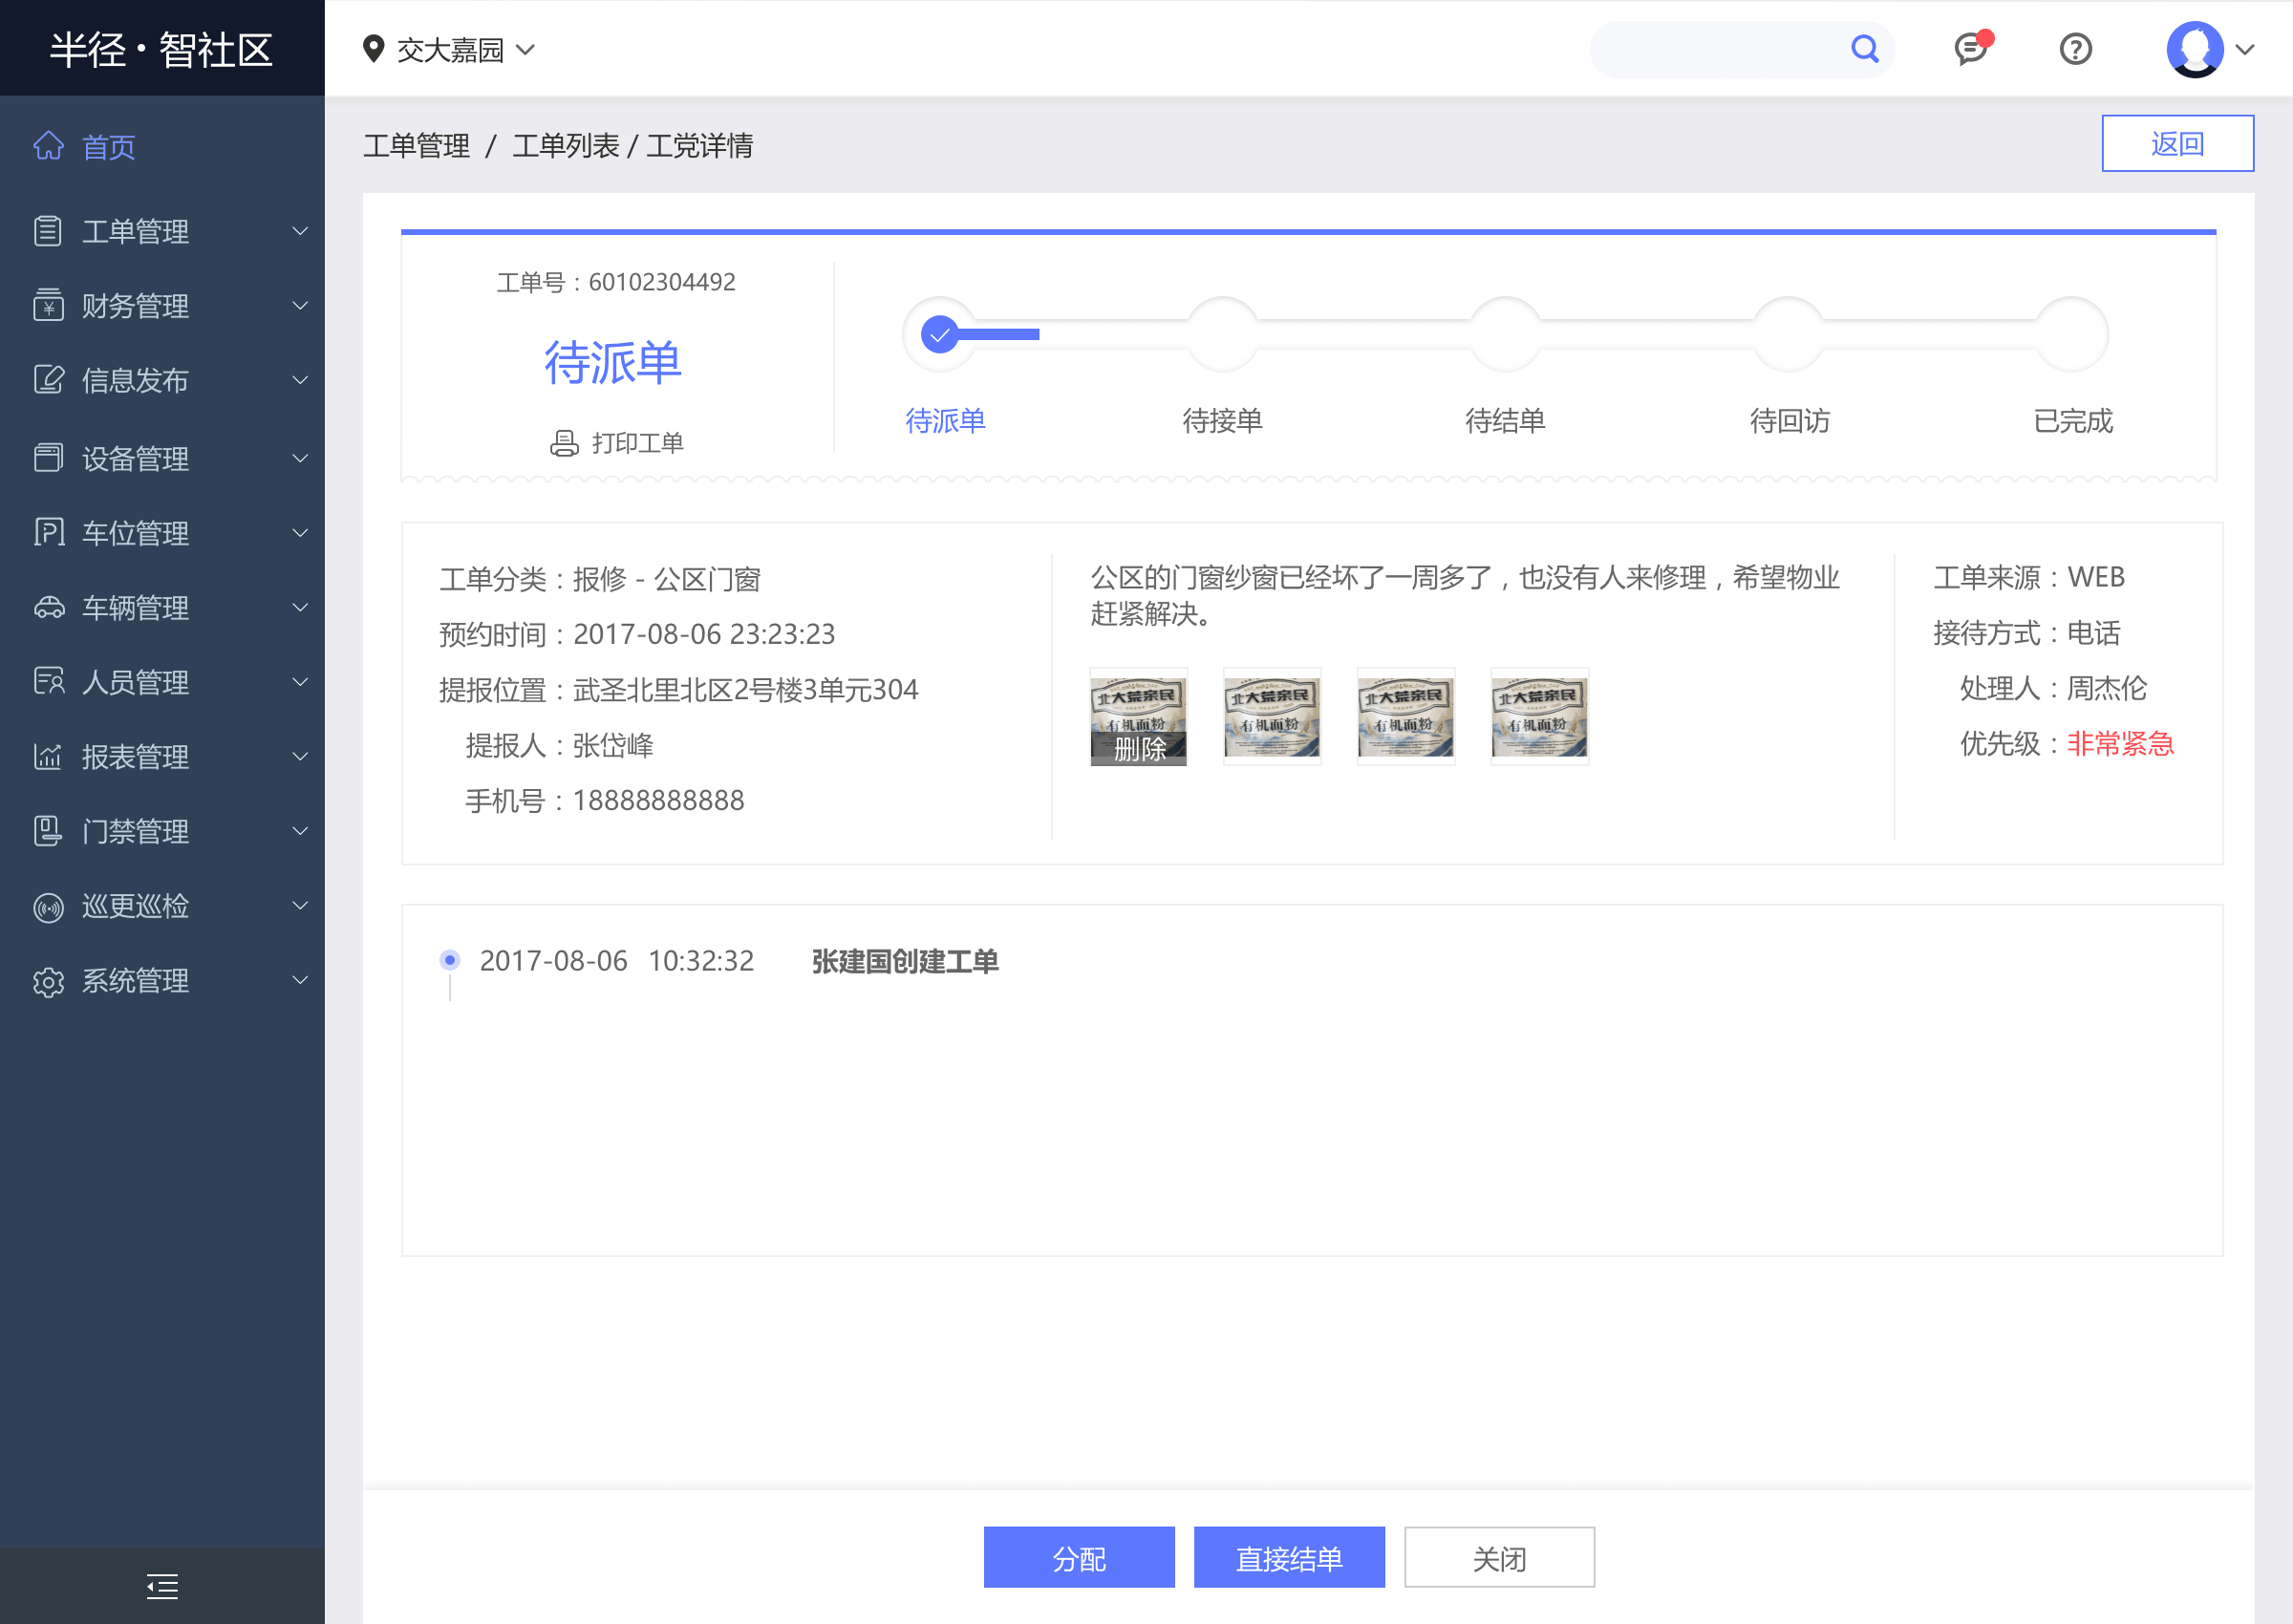 半径·智社区
交大嘉园
首页
工单管理
财务管理
信息发布
设备管理
车位管理
车辆管理
人员管理
报表管理
门禁管理
巡更巡检
系统管理
工单管理 / 工单列表 / 工党详情
返回
工单号：60102304492
待派单
打印工单
待派单
待接单
待结单
待回访
已完成
工单分类：报修 - 公区门窗
预约时间：2017-08-06 23:23:23
提报位置：武圣北里北区2号楼3单元304
提报人：张岱峰
手机号：18888888888
公区的门窗纱窗已经坏了一周多了，也没有人来修理，希望物业
赶紧解决。
北大荒亲民
有机面粉
删除
北大荒亲民
有机面粉
北大荒亲民
有机面粉
北大荒亲民
有机面粉
工单来源：WEB
接待方式：电话
处理人：周杰伦
优先级：非常紧急
2017-08-06 10:32:32 张建国创建工单
分配
直接结单
关闭